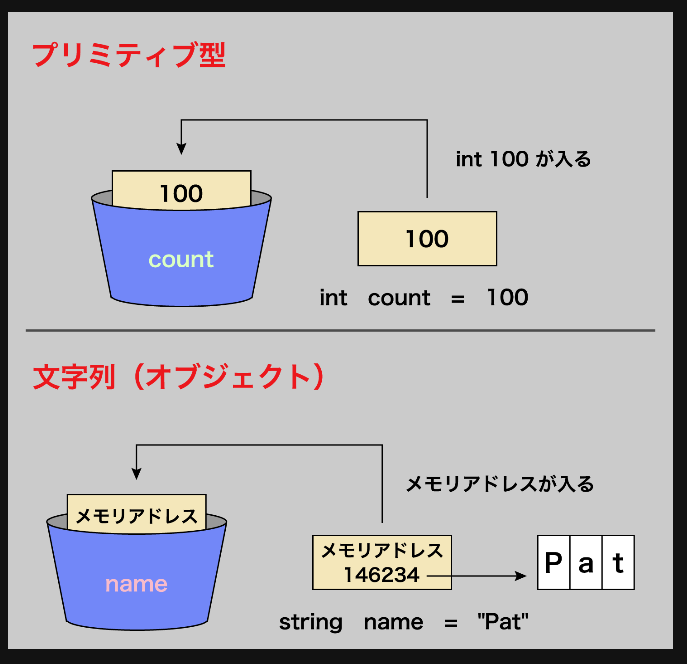 プリミティブ型
int 100 が入る
100
100
count
int count = 100
文字列（オブジェクト）
メモリアドレスが入る
メモリアドレス
メモリアドレス
146234
P a t
name
string name = "Pat"